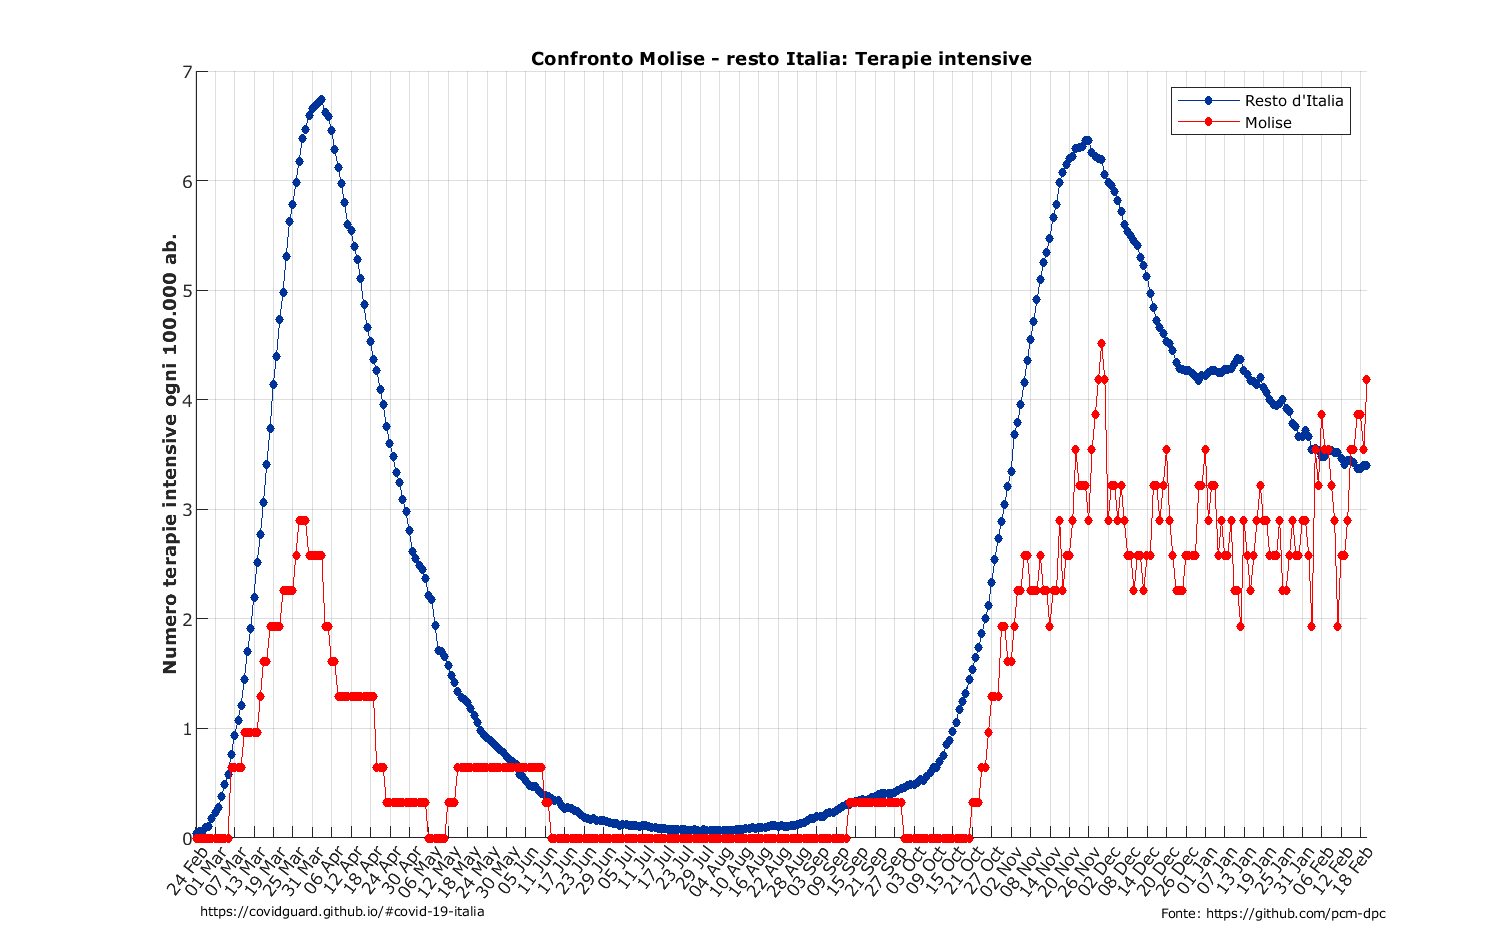 Confronto Molise - resto Italia: Terapie intensive
Resto d'Italia
Molise
Numero terapie intensive ogni 100.000 ab.
7
6
5
4
3
2
1
0
24 Feb
01 Mar
07 Mar
13 Mar
19 Mar
25 Mar
31 Mar
06 Apr
12 Apr
18 Apr
24 Apr
30 Apr
06 May
12 May
18 May
24 May
30 May
05 Jun
11 Jun
17 Jun
23 Jun
29 Jun
05 Jul
11 Jul
17 Jul
23 Jul
29 Jul
04 Aug
10 Aug
16 Aug
22 Aug
28 Aug
03 Sep
09 Sep
15 Sep
21 Sep
27 Sep
03 Oct
09 Oct
15 Oct
21 Oct
27 Oct
02 Nov
08 Nov
14 Nov
20 Nov
26 Nov
02 Dec
08 Dec
14 Dec
20 Dec
26 Dec
01 Jan
07 Jan
13 Jan
19 Jan
25 Jan
31 Jan
06 Feb
12 Feb
18 Feb
https://covidguard.github.io/#covid-19-italia
Fonte: https://github.com/pcm-dpc